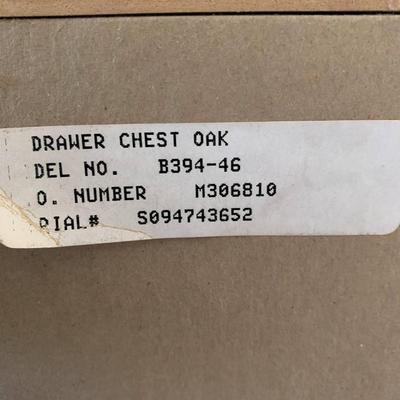 DRAWER CHEST OAK
DEL NO. B394-46
O. NUMBER M306810
RIAL# S094743652